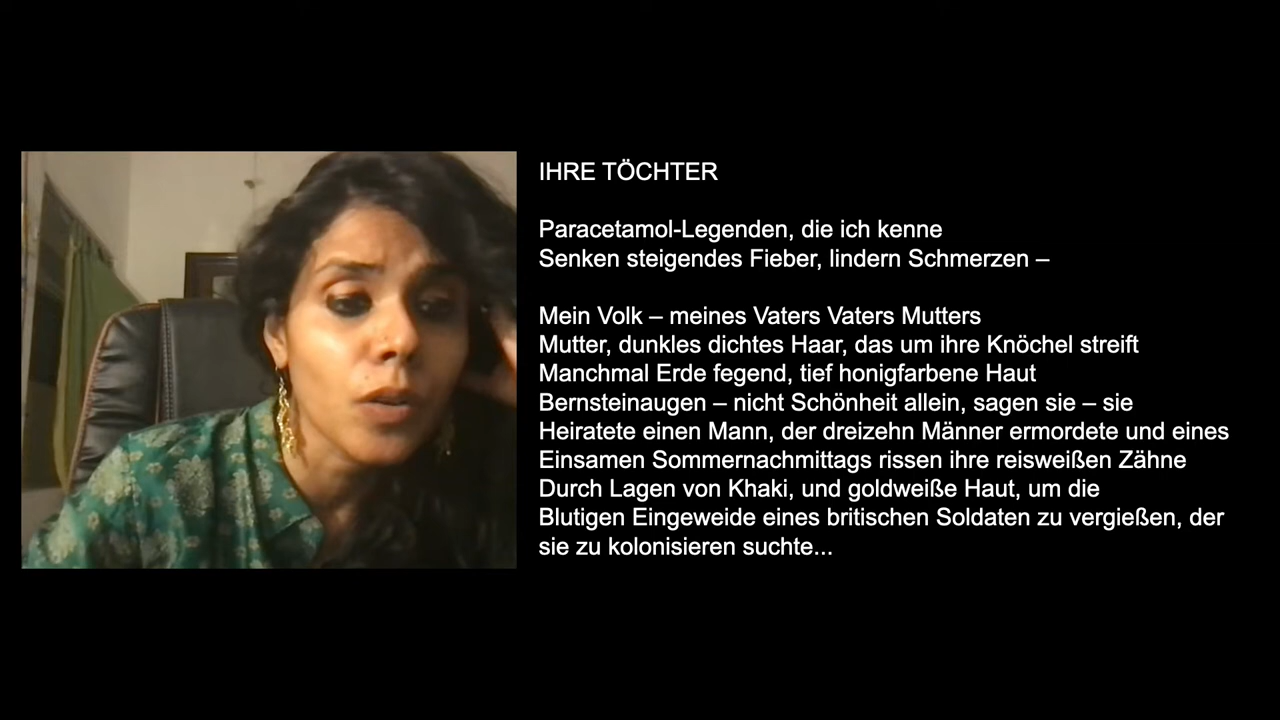 IHRE TÖCHTER
Paracetamol-Legenden, die ich kenne
Senken steigendes Fieber, lindern Schmerzen –
Mein Volk – meines Vaters Vaters Mutters
Mutter, dunkles dichtes Haar, das um ihre Knöchel streift
Manchmal Erde fegend, tief honigfarbene Haut
Bernsteinaugen – nicht Schönheit allein, sagen sie – sie
Heiratete einen Mann, der dreizehn Männer ermordete und eines
Einsamen Sommernachmittags rissen ihre reisweißen Zähne
Durch Lagen von Khaki, und goldweiße Haut, um die
Blutigen Eingeweide eines britischen Soldaten zu vergießen, der
sie zu kolonisieren suchte...